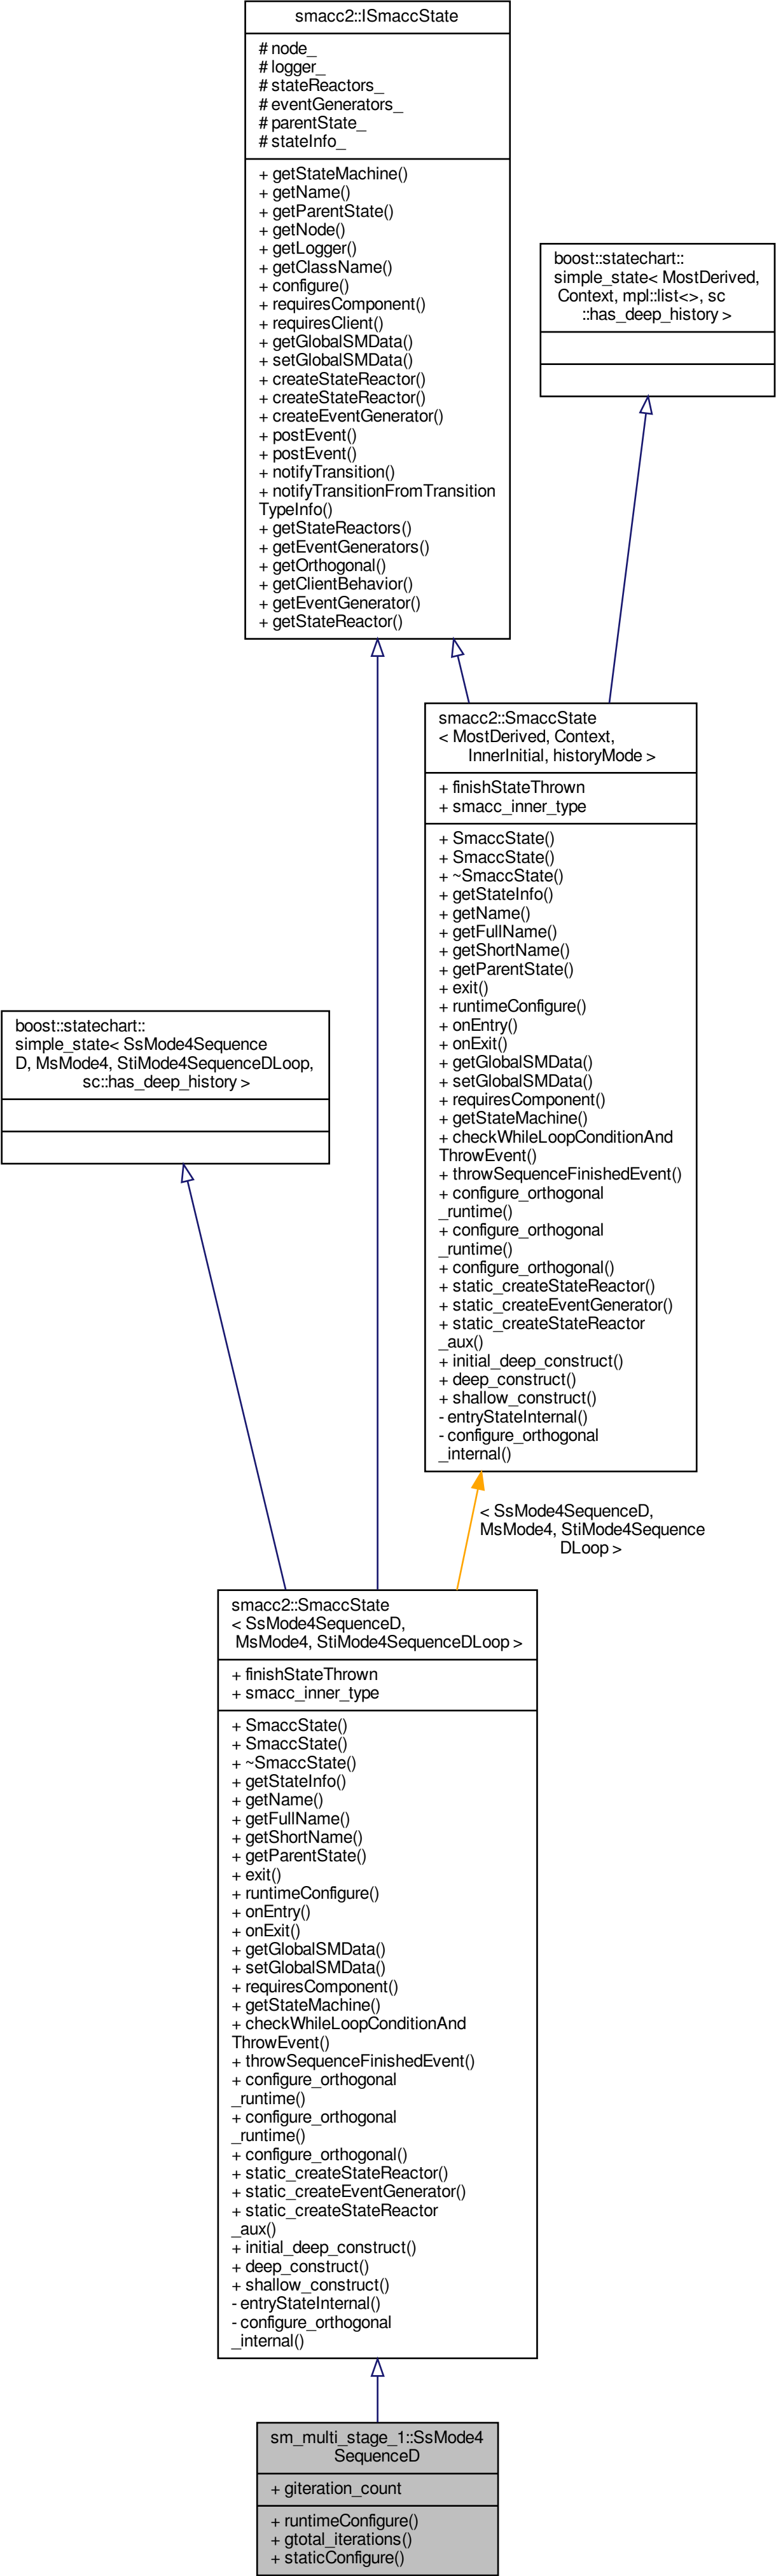 smacc2::ISmaccState
# node_
# logger_
# stateReactors_
# eventGenerators_
# parentState_
# stateInfo_
+ getStateMachine()
+ getName()
+ getParentState()
+ getNode()
+ getLogger()
+ getClassName()
+ configure()
+ requiresComponent()
+ requiresClient()
+ getGlobalSMData()
+ setGlobalSMData()
+ createStateReactor()
+ createStateReactor()
+ createEventGenerator()
+ postEvent()
+ postEvent()
+ notifyTransition()
+ notifyTransitionFromTransition
TypeInfo()
+ getStateReactors()
+ getEventGenerators()
+ getOrthogonal()
+ getClientBehavior()
+ getEventGenerator()
+ getStateReactor()
boost::statechart::
simple_state< MostDerived,
Context, mpl::list<>, sc
::has_deep_history >
smacc2::SmaccState
< MostDerived, Context,
InnerInitial, historyMode >
+ finishStateThrown
+ smacc_inner_type
+ SmaccState()
+ SmaccState()
+ ~SmaccState()
+ getStateInfo()
+ getName()
+ getFullName()
+ getShortName()
+ getParentState()
+ exit()
+ runtimeConfigure()
+ onEntry()
+ onExit()
+ getGlobalSMData()
+ setGlobalSMData()
+ requiresComponent()
+ getStateMachine()
+ checkWhileLoopConditionAnd
ThrowEvent()
+ throwSequenceFinishedEvent()
+ configure_orthogonal
_runtime()
+ configure_orthogonal
_runtime()
+ configure_orthogonal()
+ static_createStateReactor()
+ static_createEventGenerator()
+ static_createStateReactor
_aux()
+ initial_deep_construct()
+ deep_construct()
+ shallow_construct()
- entryStateInternal()
- configure_orthogonal
_internal()
boost::statechart::
simple_state< SsMode4Sequence
D, MsMode4, StiMode4SequenceDLoop,
sc::has_deep_history >
< SsMode4SequenceD,
MsMode4, StiMode4Sequence
DLoop >
smacc2::SmaccState
< SsMode4SequenceD,
MsMode4, StiMode4SequenceDLoop >
+ finishStateThrown
+ smacc_inner_type
+ SmaccState()
+ SmaccState()
+ ~SmaccState()
+ getStateInfo()
+ getName()
+ getFullName()
+ getShortName()
+ getParentState()
+ exit()
+ runtimeConfigure()
+ onEntry()
+ onExit()
+ getGlobalSMData()
+ setGlobalSMData()
+ requiresComponent()
+ getStateMachine()
+ checkWhileLoopConditionAnd
ThrowEvent()
+ throwSequenceFinishedEvent()
+ configure_orthogonal
_runtime()
+ configure_orthogonal
_runtime()
+ configure_orthogonal()
+ static_createStateReactor()
+ static_createEventGenerator()
+ static_createStateReactor
_aux()
+ initial_deep_construct()
+ deep_construct()
+ shallow_construct()
- entryStateInternal()
- configure_orthogonal
_internal()
sm_multi_stage_1::SsMode4
SequenceD
+ giteration_count
+ runtimeConfigure()
+ gtotal_iterations()
+ staticConfigure()